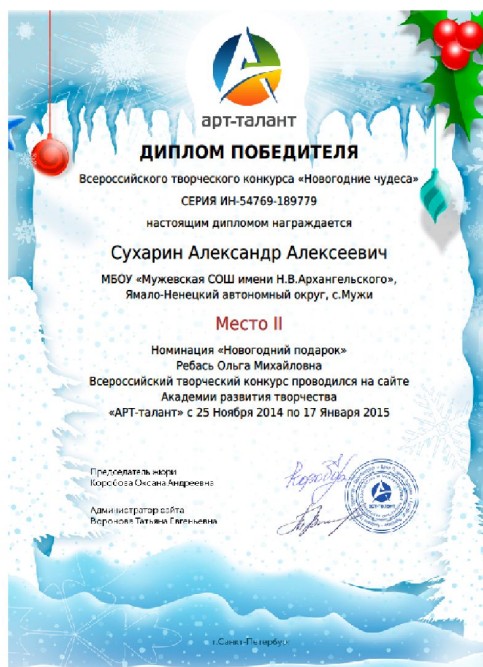 арт-талант
ДИПЛОМ ПОБЕДИТЕЛЯ
Всероссийского творческого конкурса «Новогодние чудеса»
СЕРИЯ ИН-54769-189779
настоящим дипломом награждается
Сухарин Александр Алексеевич
МБОУ «Мужевская СОШ имени Н.В.Архангельского»,
Ямало-Ненецкий автономный округ, с.Мужи
Место II
Номинация «Новогодний подарок»
Ребась Ольга Михайловна
Всероссийский творческий конкурс проводился на сайте
Академии развития творчества
«АРТ-талант» с 25 Ноября 2014 по 17 Января 2015
Председатель жюри
Коробова Оксана Андреевна
Администратор сайта
Воронова Татьяна Евгеньевна
арт-талант
г.Санкт-Петербург